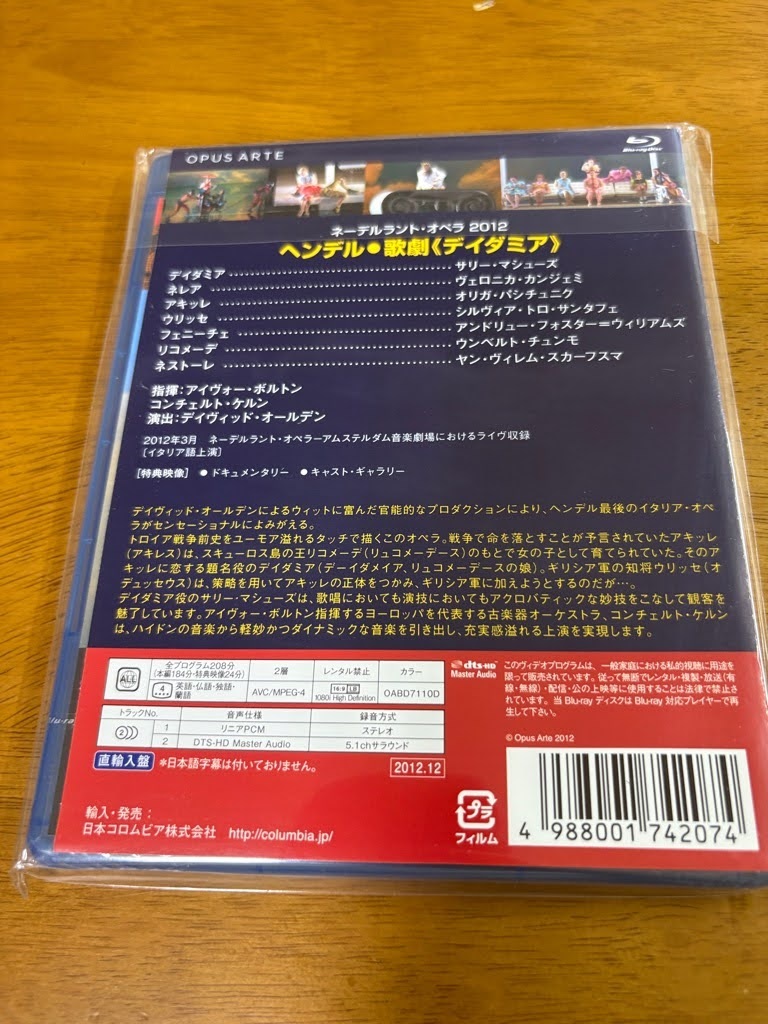 OPUS ARTE
Blu-ray Disc
ネーデルラント・オペラ 2012
ヘンデル●歌劇《デイダミア》
デイダミア………………………………サリー・マシューズ
ネレア………………………………ヴェロニカ・カンジェミ
アキッレ………………………………オリガ・パシチュニク
ウリッセ………………………………シルヴィア・トロ・サンタフェ
フェニーチェ………………………………アンドリュー・フォスター=ウィリアムズ
リコメーデ………………………………ウンベルト・チュンモ
ネストーレ………………………………ヤン・ヴィレム・スカーフスマ
指揮:アイヴォー・ボルトン
コンチェルト・ケルン
演出:デイヴィッド・オールデン
2012年3月 ネーデルラント・オペラーアムステルダム音楽劇場におけるライヴ収録
[イタリア語上演]
[特典映像] ●ドキュメンタリー ●キャスト・ギャラリー
デイヴィッド・オールデンによるウィットに富んだ官能的なプロダクションにより、ヘンデル最後のイタリア・オペ
ラがセンセーショナルによみがえる。
トロイア戦争前史をユーモア溢れるタッチで描くこのオペラ。戦争で命を落とすことが予言されていたアキッレ
(アキレス)は、スキューロス島の王リコメーデ(リュコメーデース)のもとで女の子として育てられていた。そのア
キッレに恋する題名役のデイダミア(デーイダメイア、リュコメーデースの娘)。ギリシア軍の知将ウリッセ(オ
デュッセウス)は、策略を用いてアキッレの正体をつかみ、ギリシア軍に加えようとするのだが…。
デイダミア役のサリー・マシューズは、歌唱においても演技においてもアクロバティックな妙技をこなして観客を
魅了しています。アイヴォー・ボルトン指揮するヨーロッパを代表する古楽器オーケストラ、コンチェルト・ケルン
は、ハイドンの音楽から軽妙かつダイナミックな音楽を引き出し、充実感溢れる上演を実現します。
ALL
全プログラム208分
(本編184分・特典映像24分)
2層
レンタル禁止
カラー
4 英語・仏語・独語・
蘭語
AVC/MPEG-4
16:9 LB
1080i High Definition
OABD7110D
トラックNo.
音声仕様
録音方式
2
1 リニアPCM ステレオ
2 DTS-HD Master Audio 5.1chサラウンド
直輸入盤 *日本語字幕は付いておりません。
2012.12
dts-HD
Master Audio
このヴィデオプログラムは、一般家庭における私的視聴に用途を
限って販売されています。従って無断でレンタル・複製・放送(有
線・無線)・配信・公の上映等に使用することは法律で禁止さ
れています。当 Blu-ray ディスクは Blu-ray 対応プレイヤーで再
生して下さい。
© Opus Arte 2012
輸入・発売:
日本コロムビア株式会社 http://columbia.jp/
プラ
フィルム
4 988001 742074